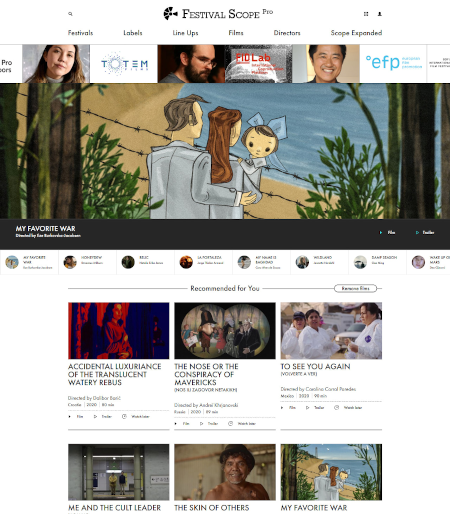 FESTIVAL SCOPE Pro
Festivals Labels Line Ups Films Directors Scope Expanded
Pro
TOTEM
FILMS
FID Lab
efp
MY FAVORITE WAR
Directed by Ilze Burkovska-Jacobsen
Film Trailer
MY FAVORITE WAR
HONEYDEW
RELIC
LA FORTALEZA
MY NAME IS BAGHDAD
WILDLAND
DAMP SEASON
WAKE UP ON MARS
Recommended for You
Remove films
ACCIDENTAL LUXURIANCE
OF THE TRANSLUCENT
WATERY REBUS
Directed by Dalibor Barić
Croatia | 2020 | 80 min
Film Trailer Watch later
THE NOSE OR THE
CONSPIRACY OF
MAVERICKS
(NOS ILI ZAGOVOR NETAKIKH)
Directed by Andrei Khrjanovski
Russia | 2020 | 89 min
Film Trailer Watch later
TO SEE YOU AGAIN
(VOLVERTE A VER)
Directed by Carolina Corral Paredes
Mexico | 2020 | 90 min
Film Trailer Watch later
ME AND THE CULT LEADER
THE SKIN OF OTHERS
MY FAVORITE WAR